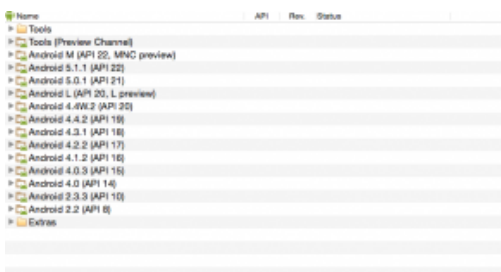 Name API Rev. Status
Tools
Tools (Preview Channel)
Android M (API 22, MNC preview)
Android 5.1.1 (API 22)
Android 5.0.1 (API 21)
Android L (API 20, L preview)
Android 4.4W.2 (API 20)
Android 4.4.2 (API 19)
Android 4.3.1 (API 18)
Android 4.2.2 (API 17)
Android 4.1.2 (API 16)
Android 4.0.3 (API 15)
Android 4.0 (API 14)
Android 2.3.3 (API 10)
Android 2.2 (API 8)
Extras